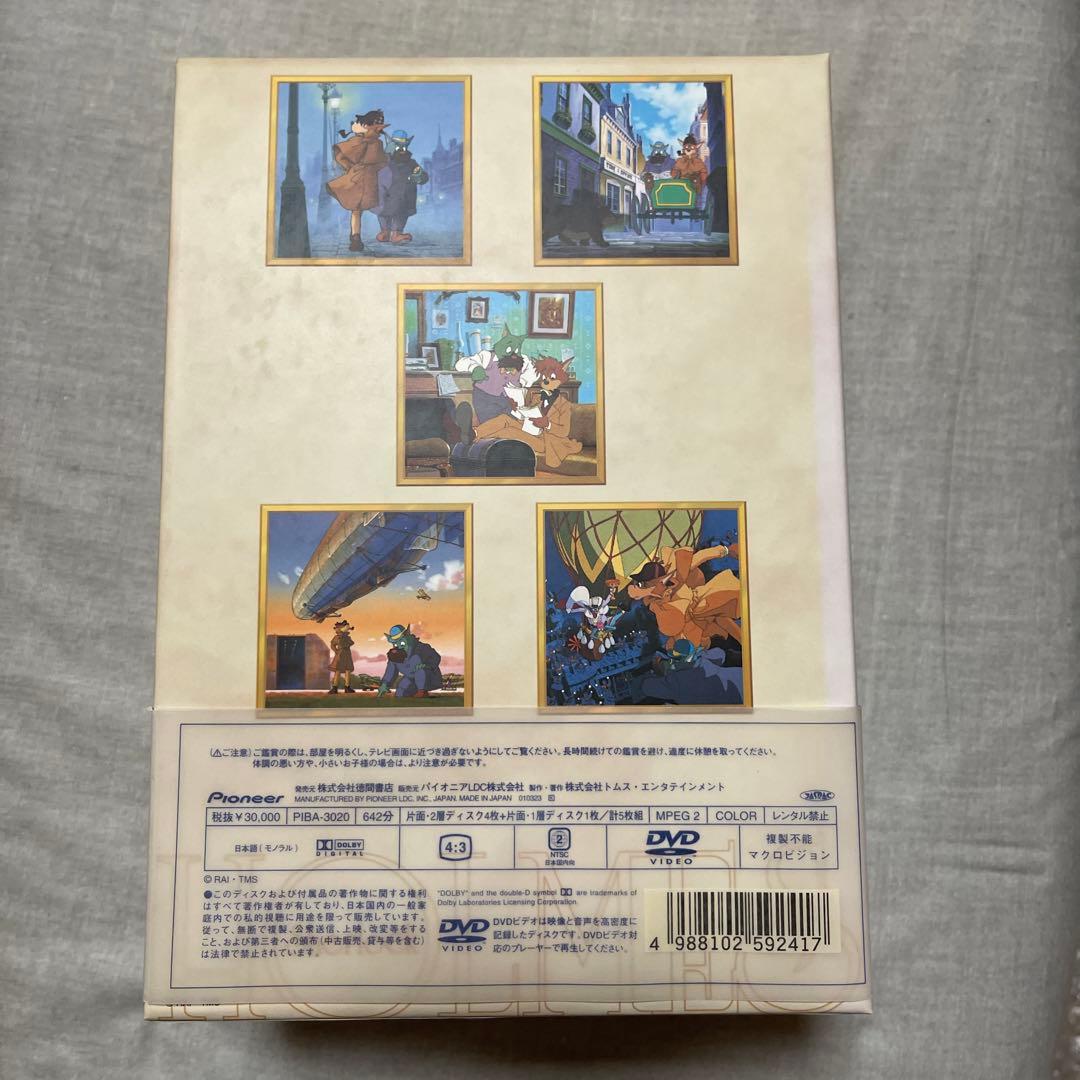 (⚠ご注意)ご鑑賞の際は、部屋を明るくし、テレビ画面に近づき過ぎないようにしてご覧ください。長時間続けての鑑賞を避け、適度に休憩を取ってください。
体調の悪い方や、小さいお子様の場合は、より注意が必要です。
Pioneer 発売元 株式会社徳間書店 販売元 パイオニアLDC株式会社 製作・著作 株式会社トムス・エンタテインメント
MANUFACTURED BY PIONEER LDC, INC., JAPAN. MADE IN JAPAN 010323
税抜¥30,000 PIBA-3020 642分 片面・2層ディスク4枚+片面・1層ディスク1枚/計5枚組 MPEG 2 COLOR レンタル禁止
日本語(モノラル) DOLBY DIGITAL 4:3 2 NTSC 日本国内向 DVD VIDEO 複製不能 マクロビジョン
© RAI・TMS
●このディスクおよび付属品の著作物に関する権利
はすべて著作権者が有しており、日本国内の一般家
庭内での私的視聴に用途を限って販売しています。
従って、無断で複製、公衆送信、上映、改変等をする
こと、および第三者への頒布(中古販売、貸与等を含む)
は法律で禁止されています。
"DOLBY" and the double-D symbol are trademarks of
Dolby Laboratories Licensing Corporation.
DVD VIDEO
DVDビデオは映像と音声を高密度に
記録したディスクです。DVDビデオ対
応のプレーヤーで再生してください。
4 988102 592417
HOLMES